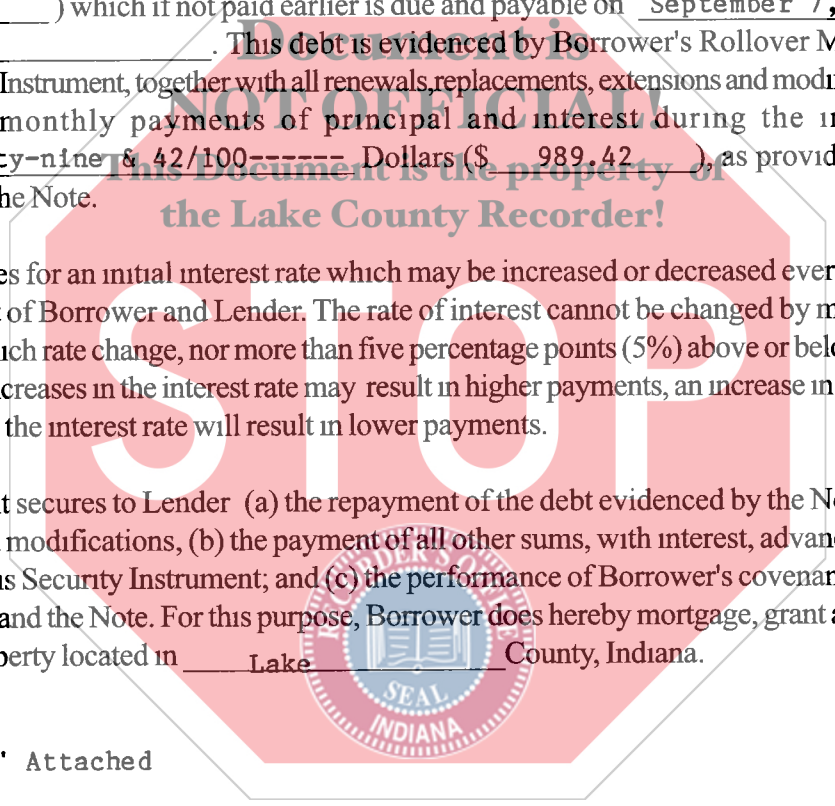 ) which if not paid earlier is due and payable on September 7,
. This debt is evidenced by Borrower's Rollover M
Instrument, together with all renewals, replacements, extensions and modi
monthly payments of principal and interest during the
ty-nine & 42/100------ Dollars ($ 989.42 ), as provid
he Note.
es for an initial interest rate which may be increased or decreased ever
of Borrower and Lender. The rate of interest cannot be changed by m
uch rate change, nor more than five percentage points (5%) above or belo
creases in the interest rate may result in higher payments, an increase in
the interest rate will result in lower payments.
t secures to Lender (a) the repayment of the debt evidenced by the No
modifications, (b) the payment of all other sums, with interest, advan
is Security Instrument; and (c) the performance of Borrower's covenan
and the Note. For this purpose, Borrower does hereby mortgage, grant a
perty located in Lake County, Indiana.
" Attached
Document is
NOT OFFICIAL!
This Document is the property of
the Lake County Recorder!
STOP
RECORDER'S OFFICE
SEAL
INDIANA